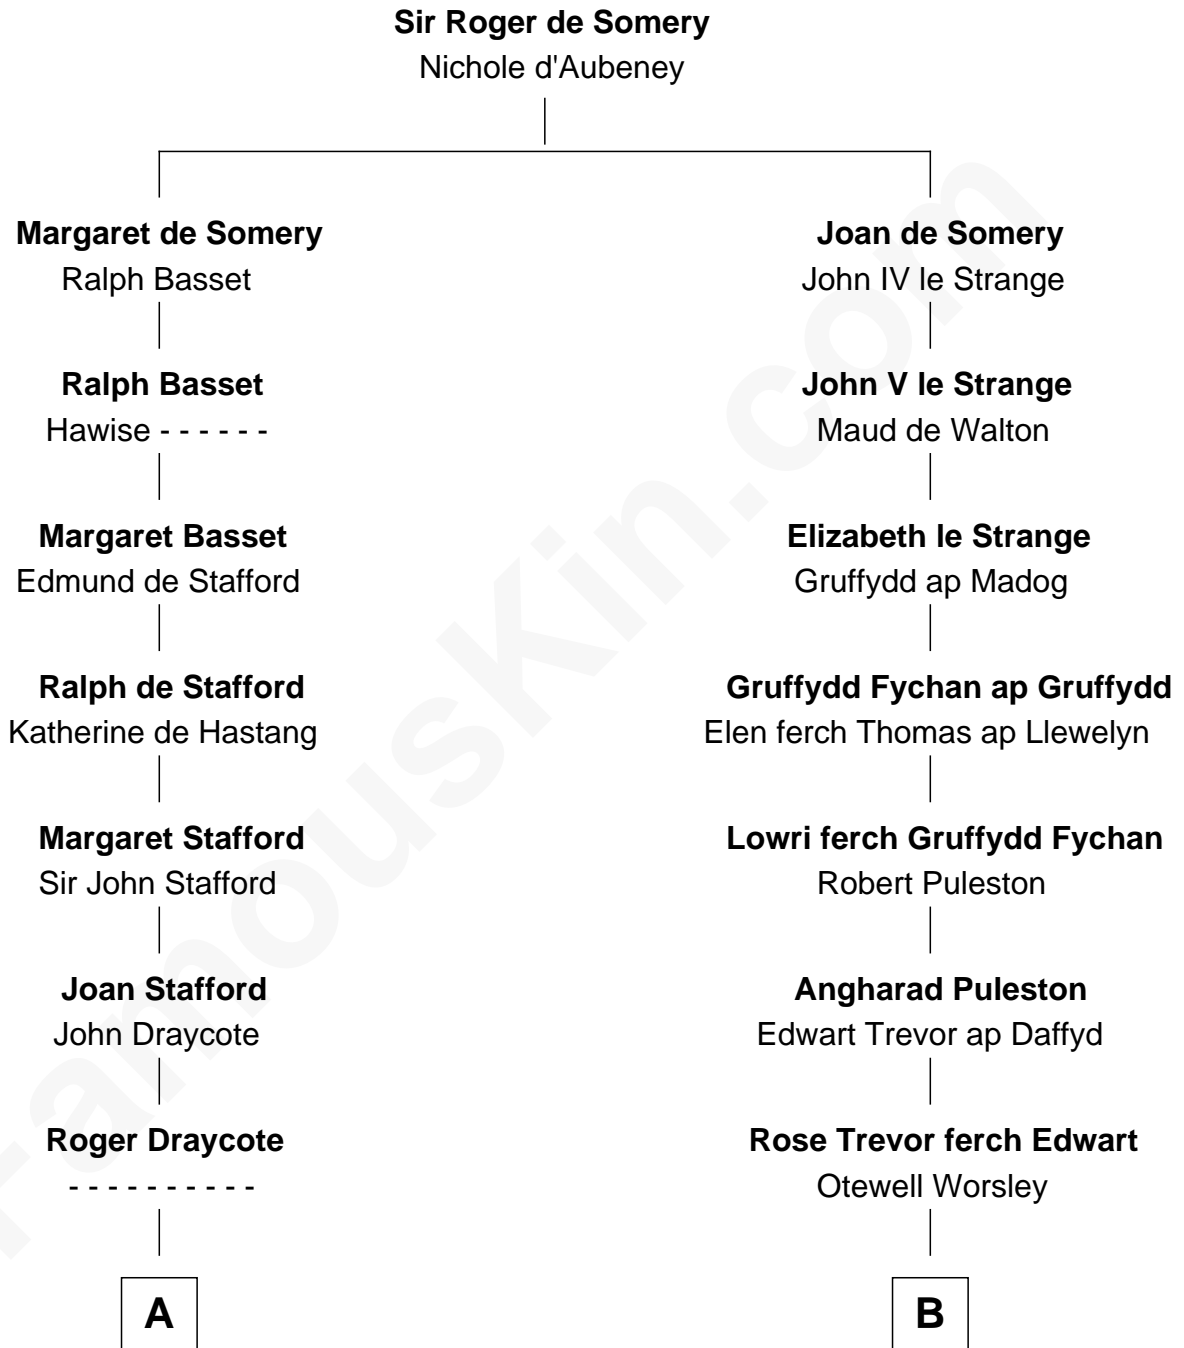 Sir Roger de Somery
Nichole d'Aubeney
Margaret de Somery
Ralph Basset
Joan de Somery
John IV le Strange
Ralph Basset
Hawise - - - - - -
John V le Strange
Maud de Walton
Margaret Basset
Edmund de Stafford
Elizabeth le Strange
Gruffydd ap Madog
Ralph de Stafford
Katherine de Hastang
Gruffydd Fychan ap Gruffydd
Elen ferch Thomas ap Llewelyn
Margaret Stafford
Sir John Stafford
Lowri ferch Gruffydd Fychan
Robert Puleston
Joan Stafford
John Draycote
Angharad Puleston
Edwart Trevor ap Daffyd
Roger Draycote
- - - - - - - - - -
Rose Trevor ferch Edwart
Otewell Worsley
A
B
FamousKin.com